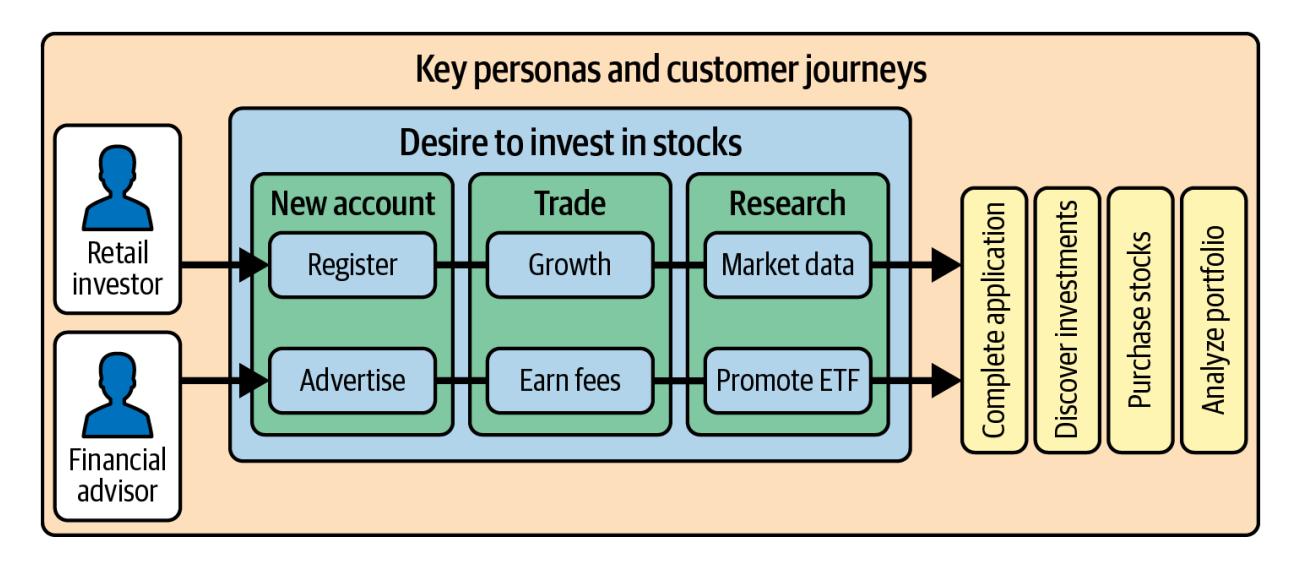 Key personas and customer journeys
Retail
investor
Financial
advisor
Desire to invest in stocks
New account
Register
Advertise
Trade
Growth
Earn fees
Research
Market data
Promote ETF
Complete application
Discover investments
Purchase stocks
Analyze portfolio